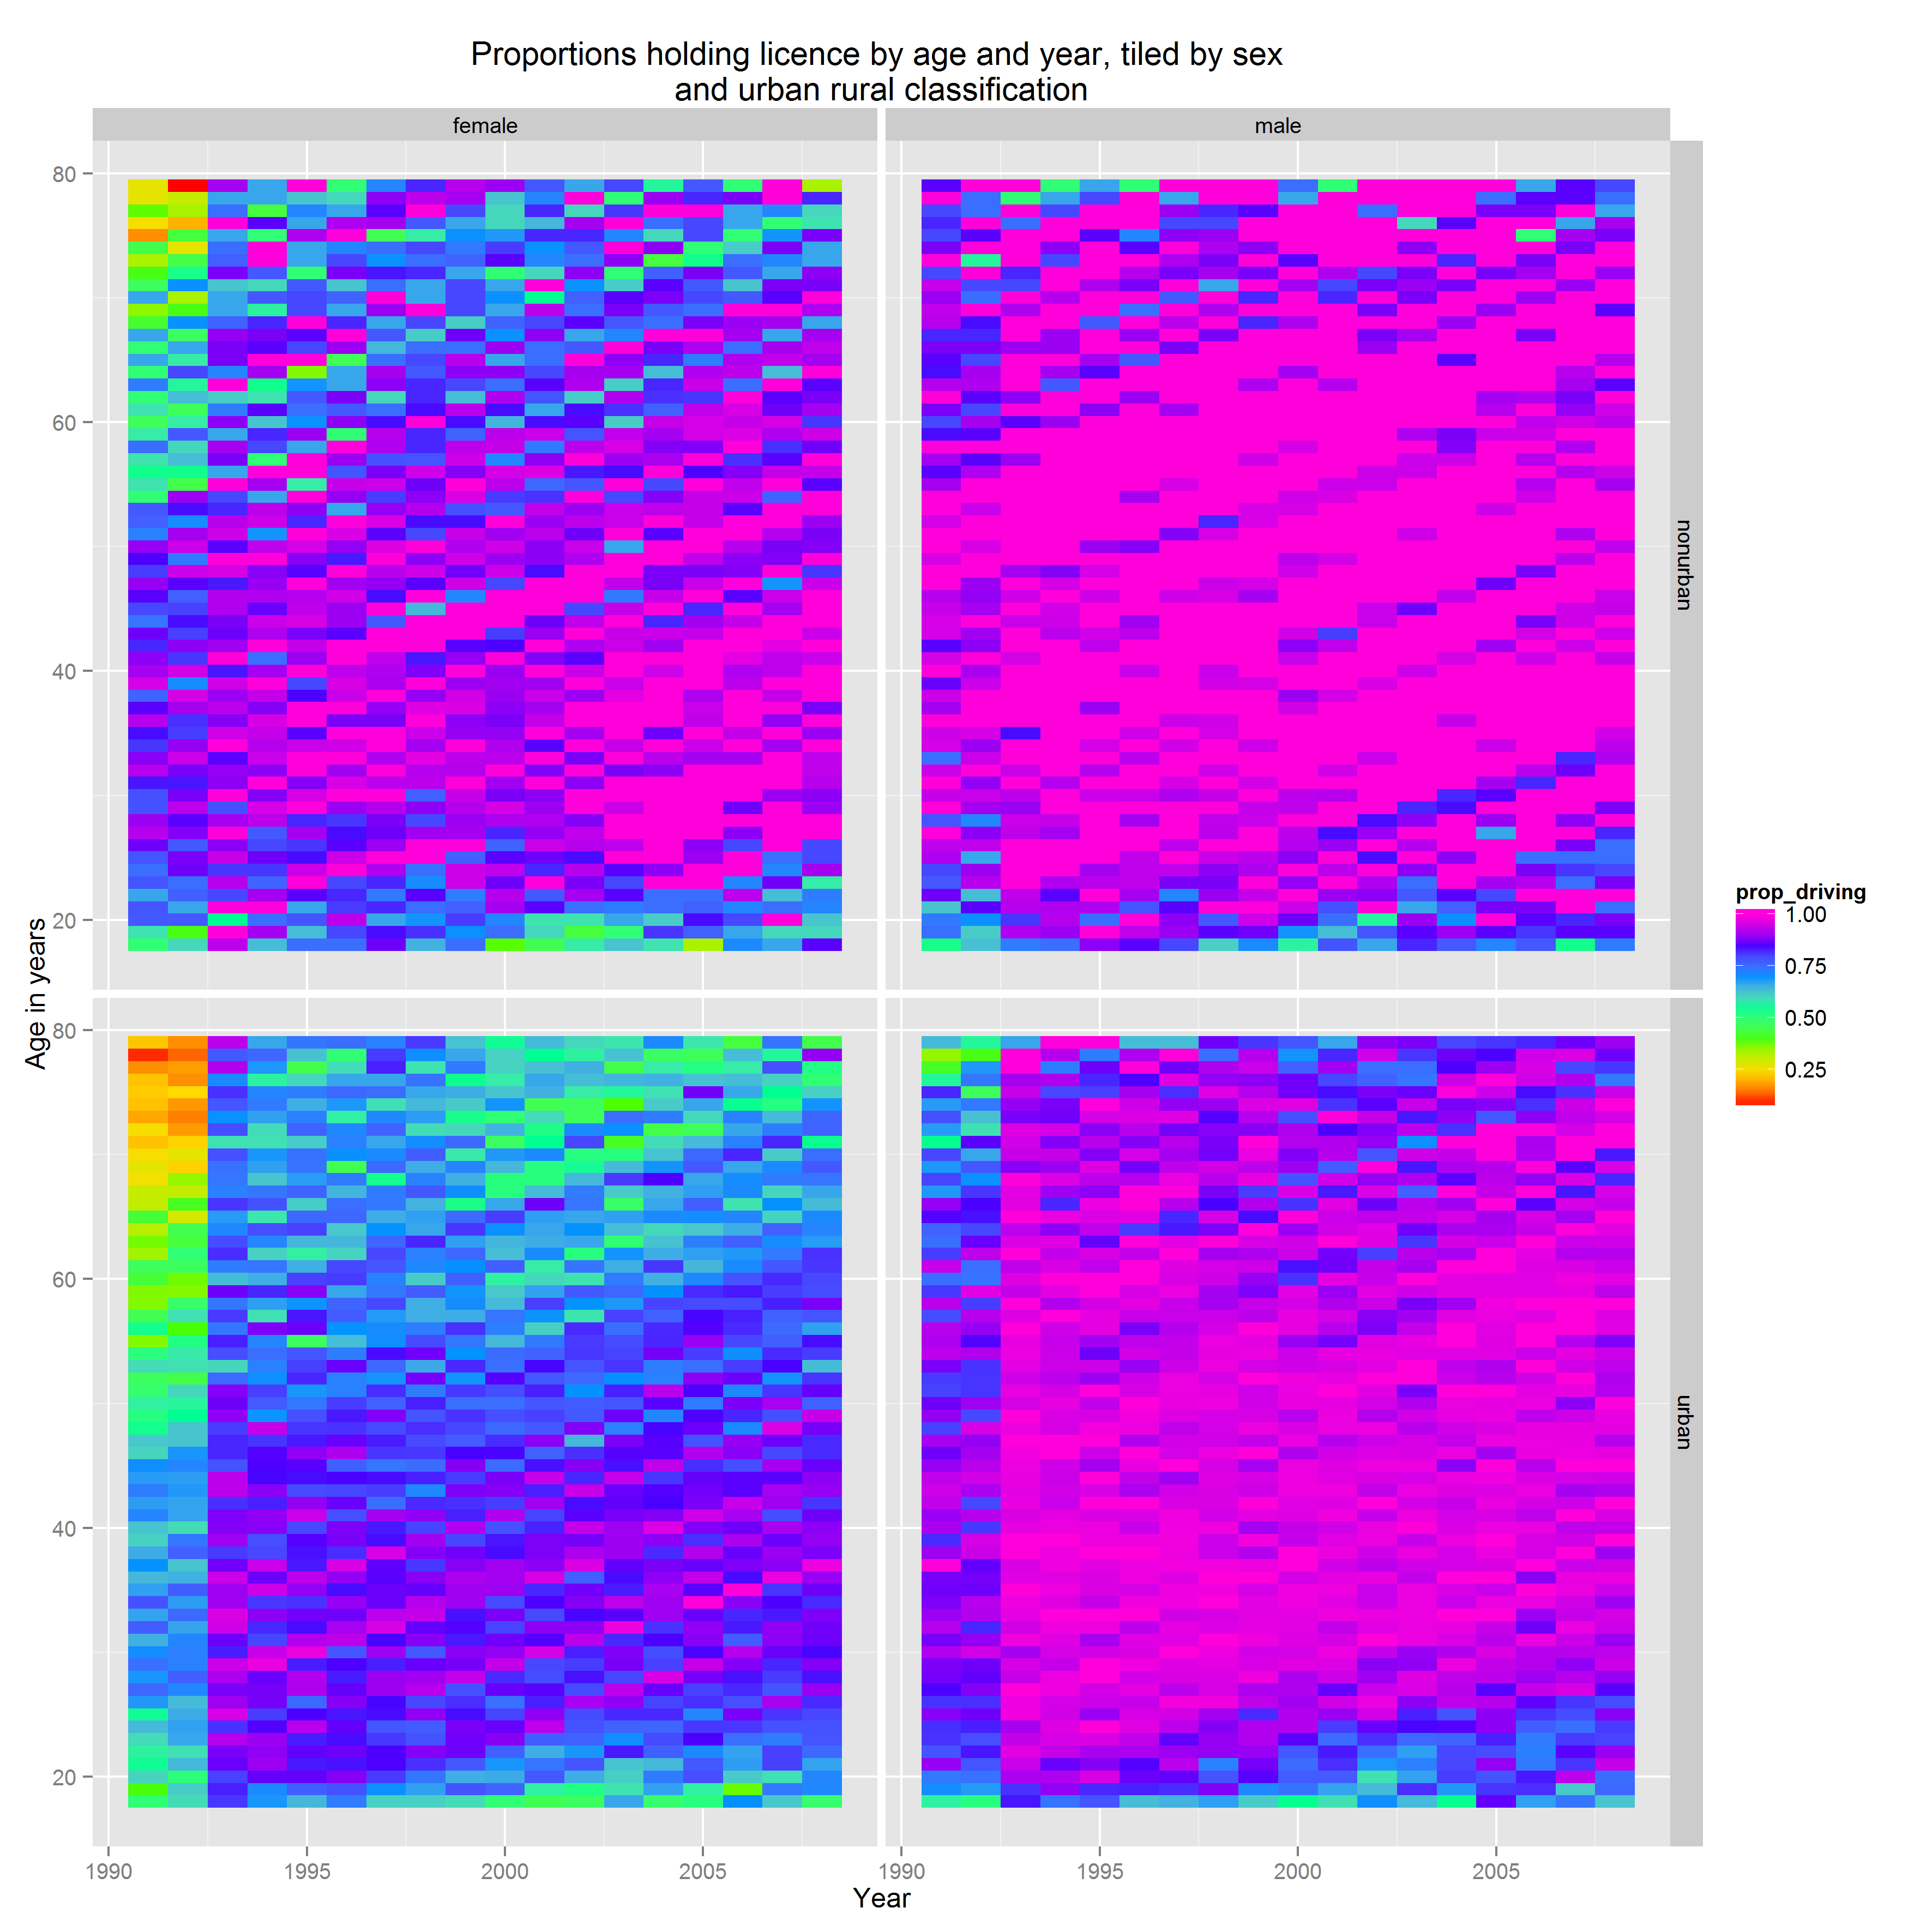 Proportions holding licence by age and year, tiled by sex
and urban rural classification
female
male
80
60
40
20
nonurban
Age in years
80
60
40
20
urban
1990
1995
2000
2005
1990
1995
2000
2005
Year
prop_driving
1.00
0.75
0.50
0.25